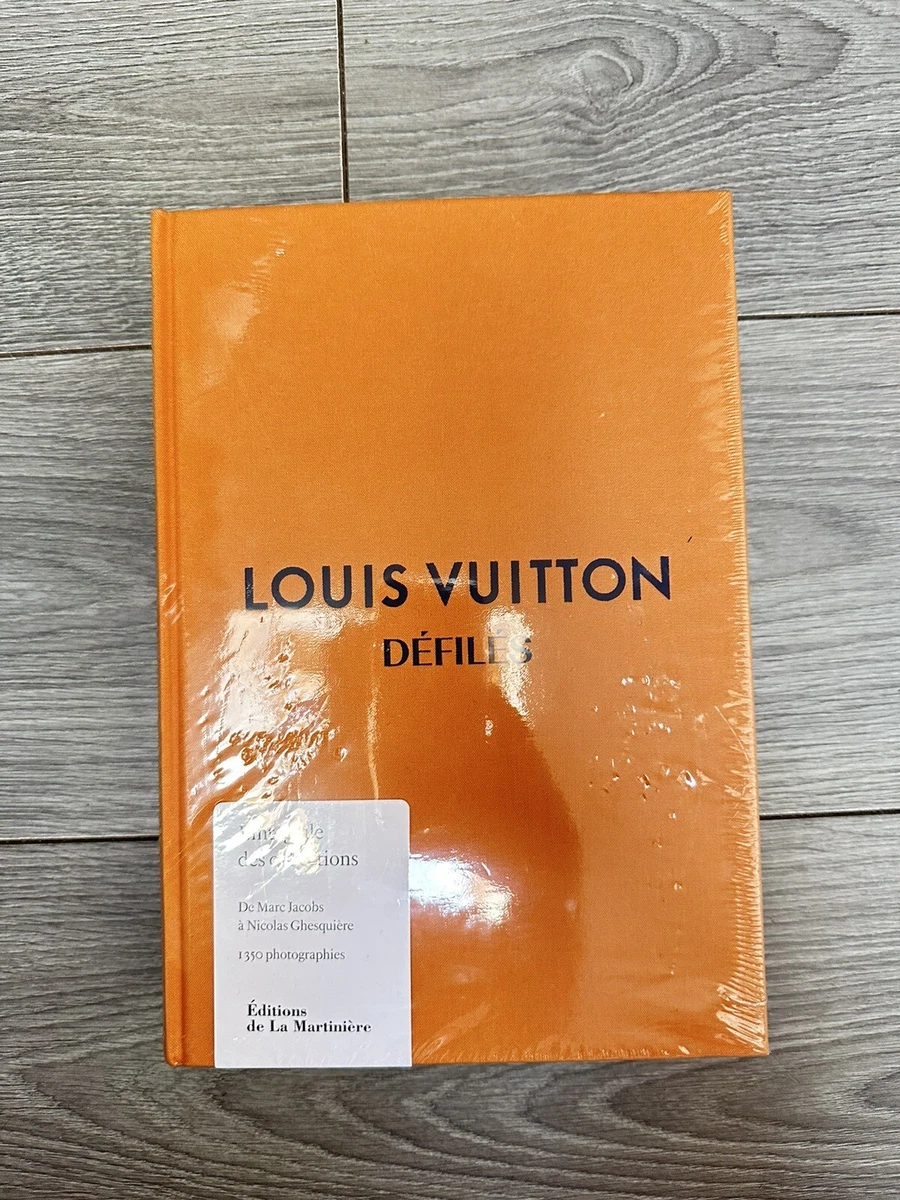 LOUIS VUITTON
DÉFILÉS
des
De Marc Jacobs
à Nicolas Ghesquière
1350 photographies
Éditions
de La Martinière